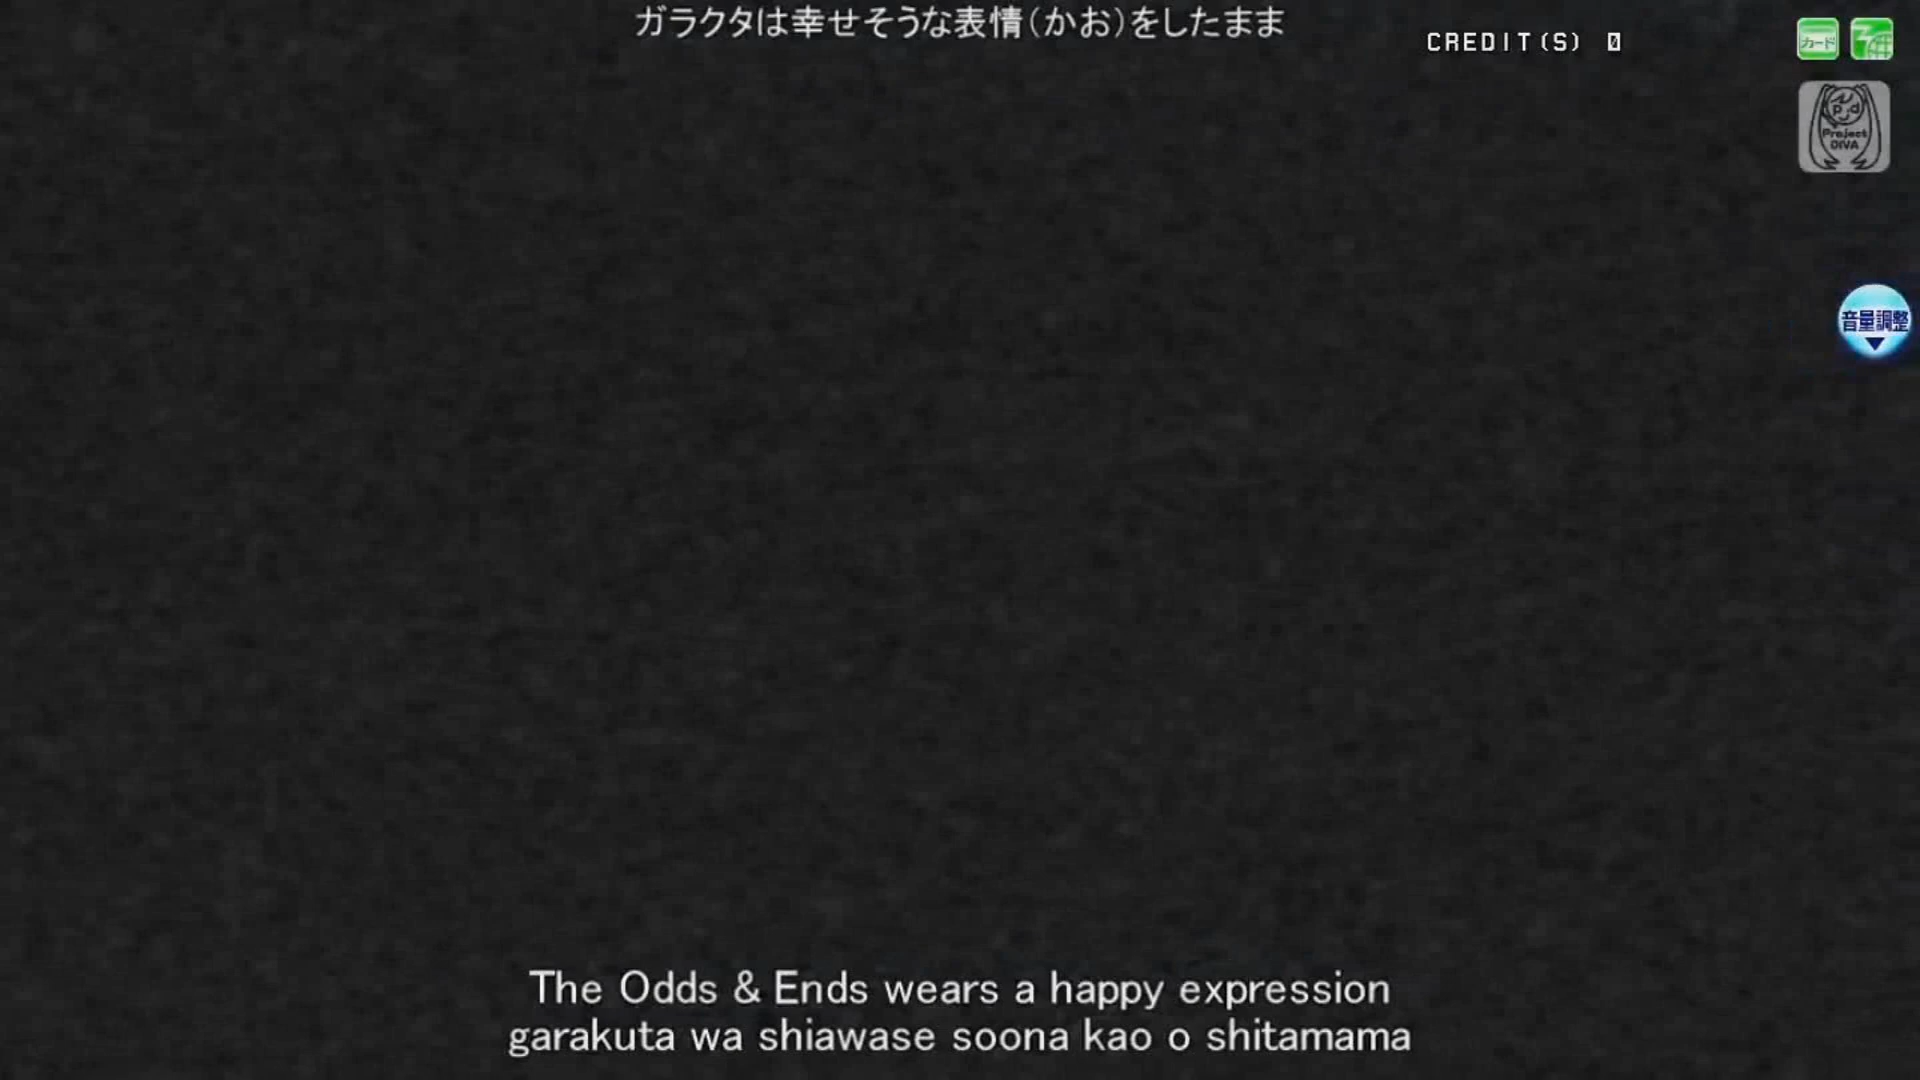 ガラクタは幸せそうな表情(かお)をしたまま
CREDIT(S) 0
カード
Project
DIVA
音量調整
The Odds & Ends wears a happy expression
garakuta wa shiawase soona kao o shitamama